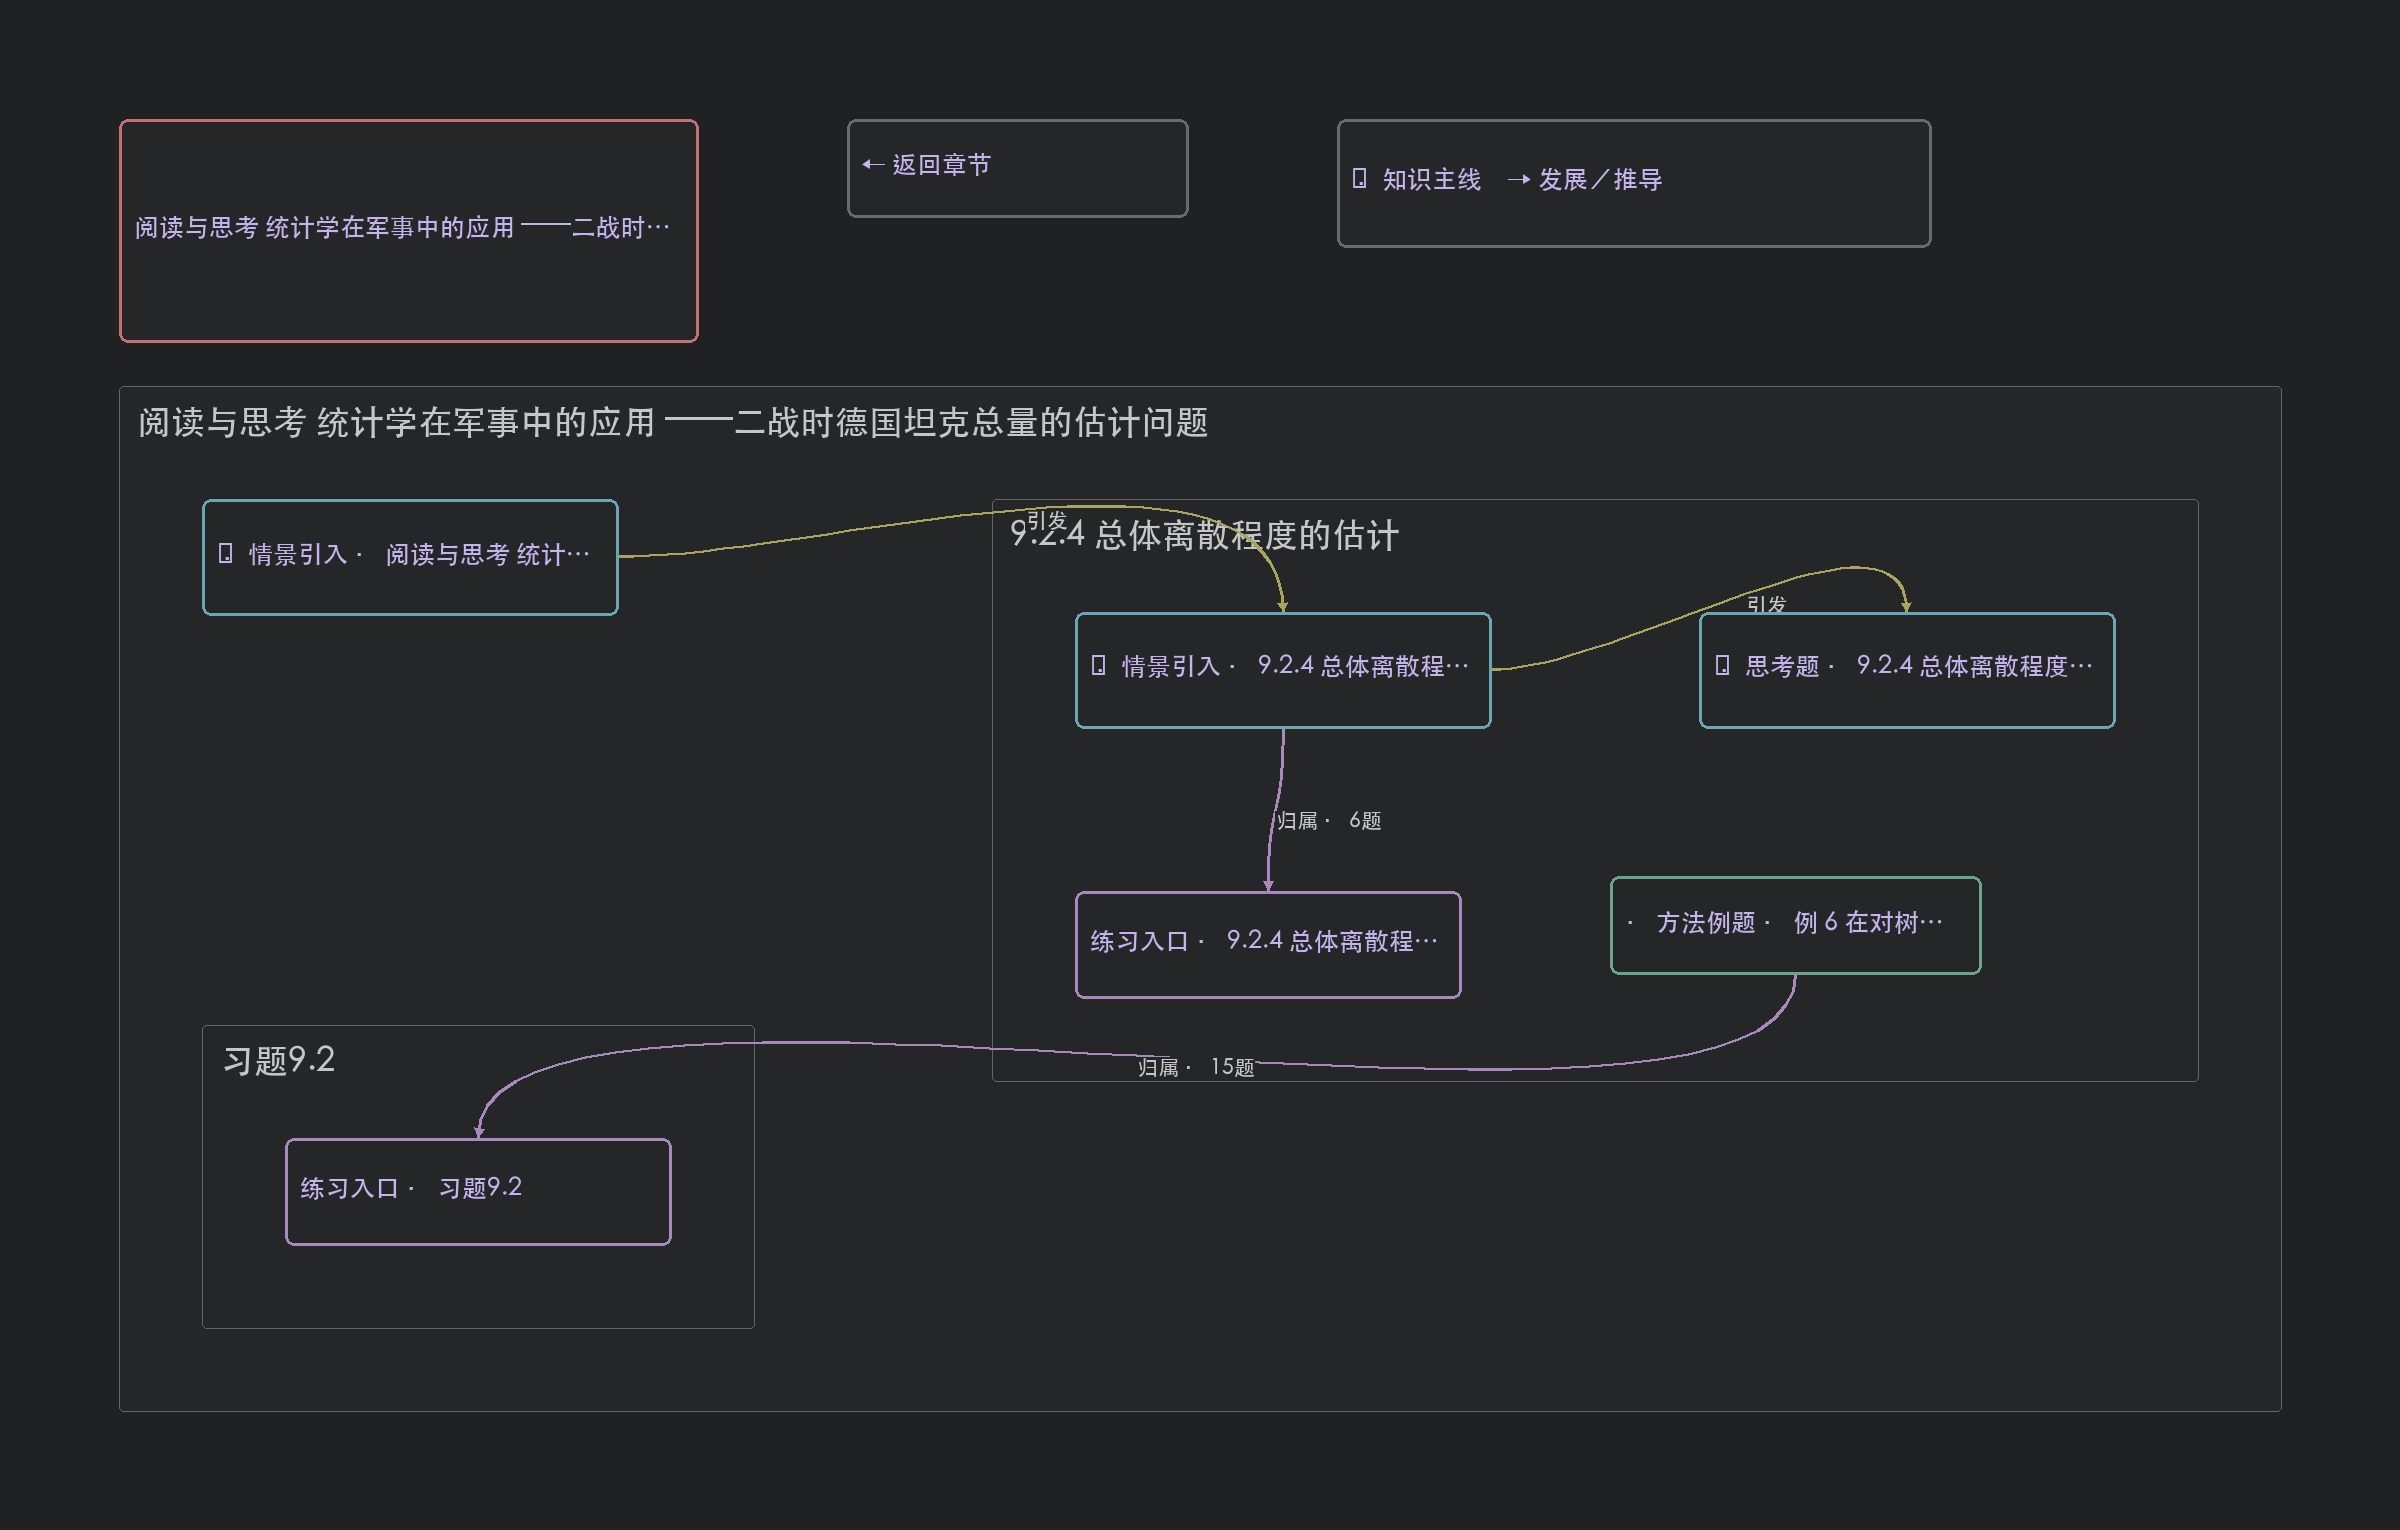 阅读与思考 统计学在军事中的应用 ——二战时…
← 返回章节
知识主线 → 发展／推导
阅读与思考 统计学在军事中的应用 ——二战时德国坦克总量的估计问题
情景引入 · 阅读与思考 统计…
引发
9.2.4 总体离散程度的估计
引发
情景引入 · 9.2.4 总体离散程…
思考题 · 9.2.4 总体离散程度…
归属 · 6题
练习入口 · 9.2.4 总体离散程…
· 方法例题 · 例 6 在对树…
归属 · 15题
习题9.2
练习入口 · 习题9.2